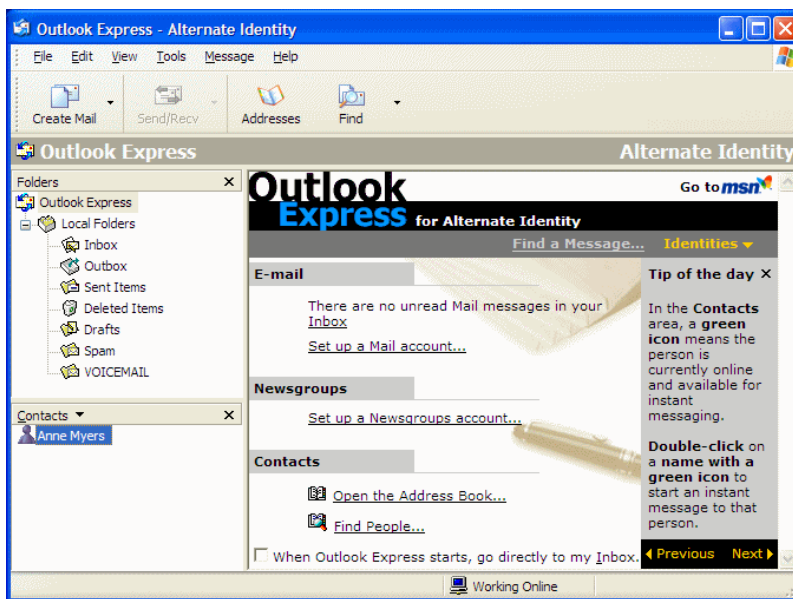 Outlook Express - Alternate Identity
File Edit View Tools Message Help
Create Mail Send/Recv Addresses Find
Outlook Express Alternate Identity
Folders
Outlook Express
Local Folders
Inbox
Outbox
Sent Items
Deleted Items
Drafts
Spam
VOICEMAIL
Contacts
Anne Myers
Outlook
Express for Alternate Identity
Go to msn
Find a Message... Identities
E-mail
There are no unread Mail messages in your
Inbox
Set up a Mail account...
Newsgroups
Set up a Newsgroups account...
Contacts
Open the Address Book...
Find People...
When Outlook Express starts, go directly to my Inbox.
Tip of the day
In the Contacts
area, a green
icon means the
person is
currently online
and available for
instant
messaging.
Double-click on
a name with a
green icon to
start an instant
message to that
person.
Previous Next
Working Online